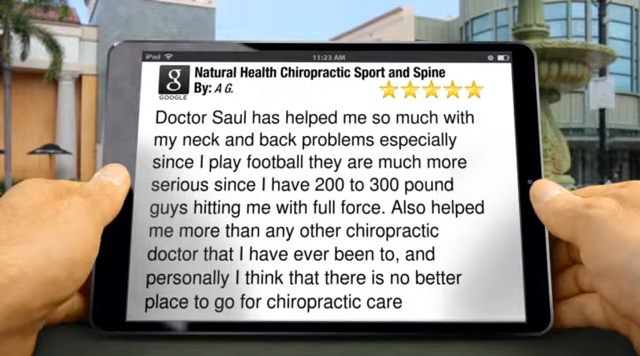 iPad
11:23 AM
g
GOOGLE
Natural Health Chiropractic Sport and Spine
By: A G.
Doctor Saul has helped me so much with
my neck and back problems especially
since I play football they are much more
serious since I have 200 to 300 pound
guys hitting me with full force. Also helped
me more than any other chiropractic
doctor that I have ever been to, and
personally I think that there is no better
place to go for chiropractic care